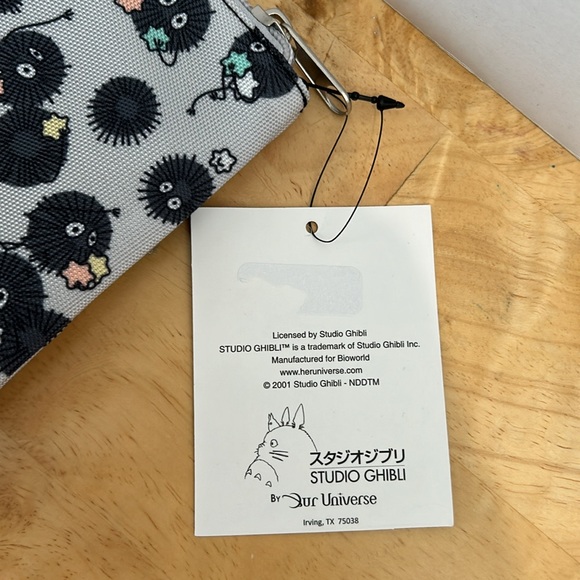 Licensed by Studio Ghibli
STUDIO GHIBLI™ is a trademark of Studio Ghibli Inc.
Manufactured for Bioworld
www.heruniverse.com
© 2001 Studio Ghibli - NDDTM
スタジオジブリ
STUDIO GHIBLI
BY Her Universe
Irving, TX 75038